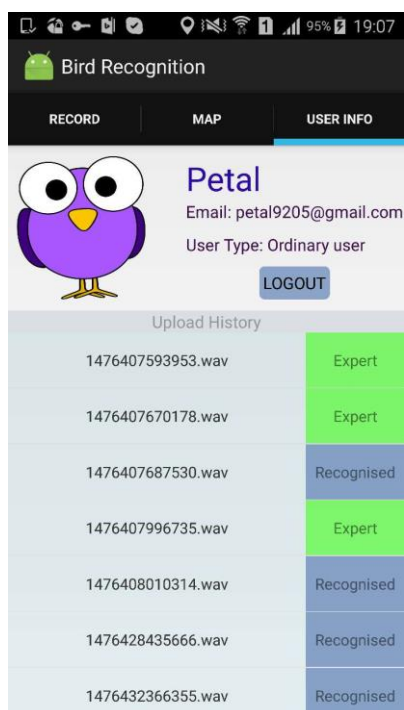 1 95% 19:07
Bird Recognition
RECORD MAP USER INFO
Petal
Email: petal9205@gmail.com
User Type: Ordinary user
LOGOUT
Upload History
1476407593953.wav Expert
1476407670178.wav Expert
1476407687530.wav Recognised
1476407996735.wav Expert
1476408010314.wav Recognised
1476428435666.wav Recognised
1476432366355.wav Recognised